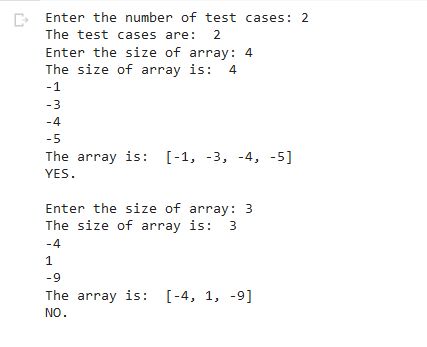 Enter the number of test cases: 2
The test cases are:  2
Enter the size of array: 4
The size of array is:  4
-1
-3
-4
-5
The array is:  [-1, -3, -4, -5]
YES.
Enter the size of array: 3
The size of array is:  3
-4
1
-9
The array is:  [-4, 1, -9]
NO.